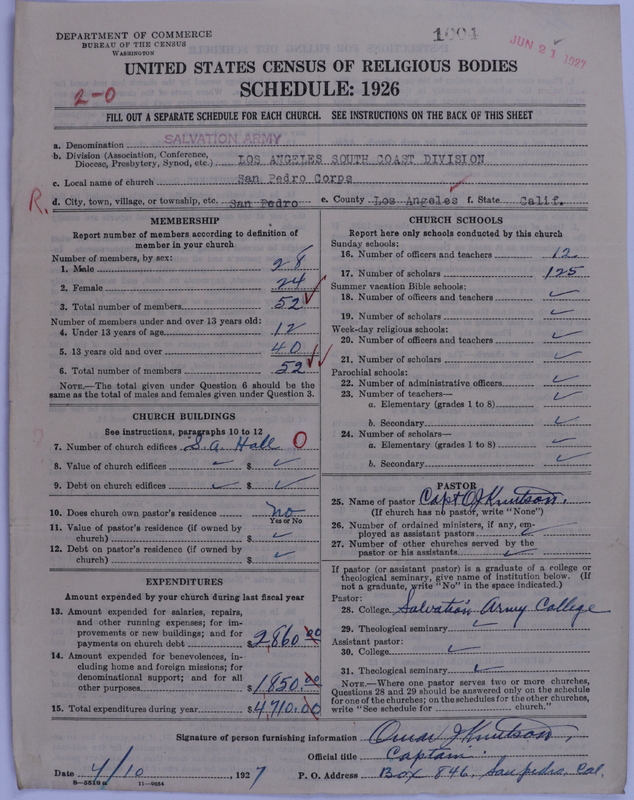 DEPARTMENT OF COMMERCE
BUREAU OF THE CENSUS
WASHINGTON
1004
JUN 21 1927
UNITED STATES CENSUS OF RELIGIOUS BODIES
SCHEDULE: 1926
2-0
FILL OUT A SEPARATE SCHEDULE FOR EACH CHURCH. SEE INSTRUCTIONS ON THE BACK OF THIS SHEET
a. Denomination SALVATION ARMY
b. Division (Association, Conference, Diocese, Presbytery, Synod, etc.) LOS ANGELES SOUTH COAST DIVISION
c. Local name of church San Pedro Corps
R. d. City, town, village, or township, etc. San Pedro e. County Los Angeles f. State Calif.
MEMBERSHIP
Report number of members according to definition of
member in your church
Number of members, by sex:
1. Male 28
2. Female 24
3. Total number of members 52
Number of members under and over 13 years old:
4. Under 13 years of age 12
5. 13 years old and over 40
6. Total number of members 52
NOTE.—The total given under Question 6 should be
same as the total of males and females given under Question 3.
CHURCH BUILDINGS
See instructions, paragraphs 10 to 12
7. Number of church edifices S.A. Hall 0
8. Value of church edifices ✓ $ ✓
9. Debt on church edifices ✓ $ ✓
10. Does church own pastor's residence no
Yes or No
11. Value of pastor's residence (if owned by
church) $ ✓
12. Debt on pastor's residence (if owned by
church) $ ✓
EXPENDITURES
Amount expended by your church during last fiscal year
13. Amount expended for salaries, repairs,
and other running expenses; for im-
provements or new buildings; and for
payments on church debt $ 2,860.00
14. Amount expended for benevolences, in-
cluding home and foreign missions; for
denominational support; and for all
other purposes $ 1,850.00
15. Total expenditures during year $ 4,710.00
CHURCH SCHOOLS
Report here only schools conducted by this church
Sunday schools:
16. Number of officers and teachers 12
17. Number of scholars 125
Summer vacation Bible schools:
18. Number of officers and teachers ✓
19. Number of scholars ✓
Week-day religious schools:
20. Number of officers and teachers ✓
21. Number of scholars ✓
Parochial schools:
22. Number of administrative officers ✓
23. Number of teachers—
a. Elementary (grades 1 to 8) ✓
b. Secondary ✓
24. Number of scholars—
a. Elementary (grades 1 to 8) ✓
b. Secondary ✓
PASTOR
25. Name of pastor Capt O J Knutson.
(If church has no pastor, write "None")
26. Number of ordained ministers, if any, em-
ployed as assistant pastors ✓
27. Number of other churches served by the
pastor or his assistants ✓
If pastor (or assistant pastor) is a graduate of a college or
theological seminary, give name of institution below. (If
not a graduate, write "No" in the space indicated.)
Pastor:
28. College Salvation Army College
29. Theological seminary ✓
Assistant pastor:
30. College ✓
31. Theological seminary ✓
NOTE.—Where one pastor serves two or more churches,
Questions 28 and 29 should be answered only on the schedule
for one of the churches; on the schedules for the other churches,
write "See schedule for church."
Signature of person furnishing information Omar J Knutson
Official title Captain.
Date 4/10, 1927 P. O. Address Box 846, San pedro, Cal.
8-5519a 11-9654